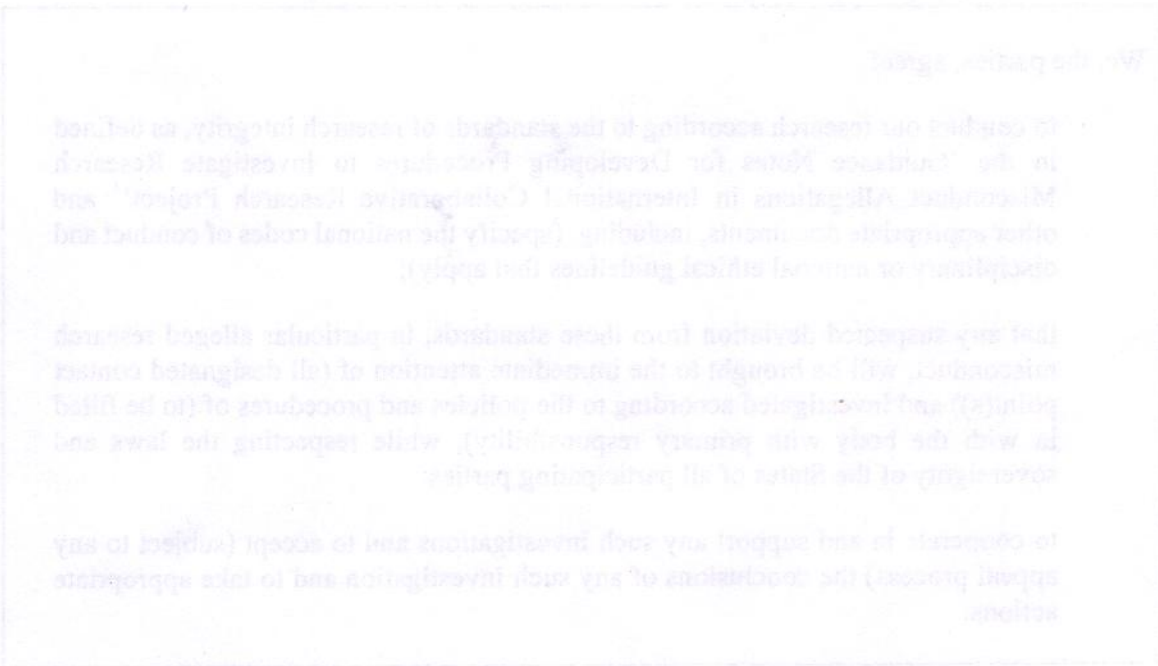 We, the parties, agree:
to conduct our research according to the standards of research integrity, as defined
in the "Guidance Notes for Developing Procedures to Investigate Research
Misconduct Allegations in International Collaborative Research Project" and
other appropriate documents, including: (specify the national codes of conduct and
disciplinary or national ethical guidelines that apply);
that any suspected deviation from these standards, in particular alleged research
misconduct, will be brought to the immediate attention of (all designated contact
point(s)) and investigated according to the policies and procedures of (to be filled
in with the body with primary responsibility), while respecting the laws and
sovereignty of the States of all participating parties
to cooperate in and support any such investigations and to accept (subject to any
appeal process) the conclusions of any such investigation and to take appropriate
actions.